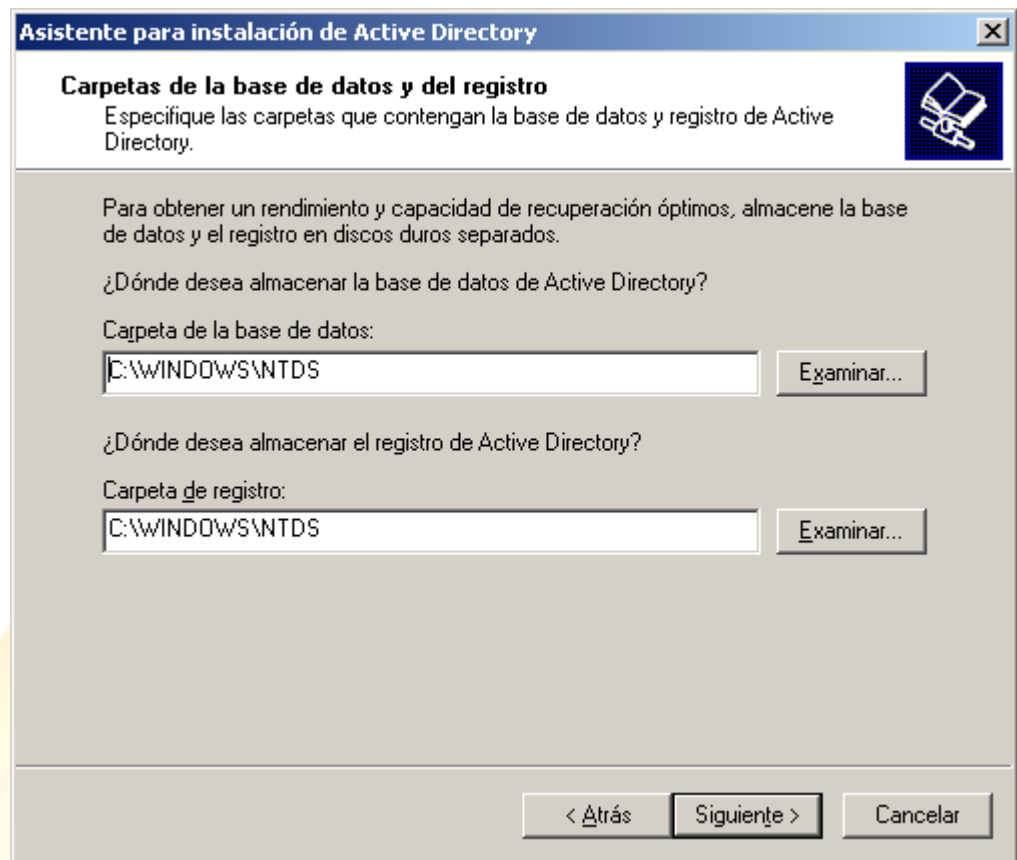 Asistente para instalación de Active Directory
Carpetas de la base de datos y del registro
Especifique las carpetas que contengan la base de datos y registro de Active
Directory.
Para obtener un rendimiento y capacidad de recuperación óptimos, almacene la base
de datos y el registro en discos duros separados.
¿Dónde desea almacenar la base de datos de Active Directory?
Carpeta de la base de datos:
C:\WINDOWS\NTDS
Examinar...
¿Dónde desea almacenar el registro de Active Directory?
Carpeta de registro:
C:\WINDOWS\NTDS
Examinar...
< Atrás
Siguiente >
Cancelar